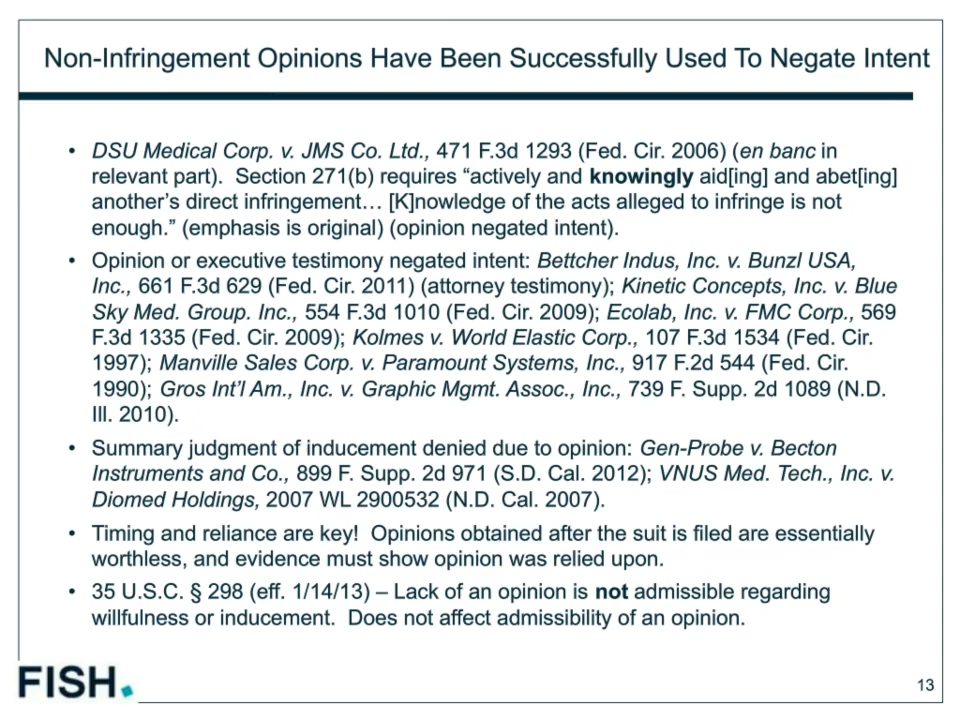 Non-Infringement Opinions Have Been Successfully Used To Negate Intent
• DSU Medical Corp. v. JMS Co. Ltd., 471 F.3d 1293 (Fed. Cir. 2006) (en banc in
relevant part).  Section 271(b) requires “actively and knowingly aid[ing] and abet[ing]
another’s direct infringement… [K]nowledge of the acts alleged to infringe is not
enough.” (emphasis is original) (opinion negated intent).
• Opinion or executive testimony negated intent: Bettcher Indus, Inc. v. Bunzl USA,
Inc., 661 F.3d 629 (Fed. Cir. 2011) (attorney testimony); Kinetic Concepts, Inc. v. Blue
Sky Med. Group. Inc., 554 F.3d 1010 (Fed. Cir. 2009); Ecolab, Inc. v. FMC Corp., 569
F.3d 1335 (Fed. Cir. 2009); Kolmes v. World Elastic Corp., 107 F.3d 1534 (Fed. Cir.
1997); Manville Sales Corp. v. Paramount Systems, Inc., 917 F.2d 544 (Fed. Cir.
1990); Gros Int’l Am., Inc. v. Graphic Mgmt. Assoc., Inc., 739 F. Supp. 2d 1089 (N.D.
Ill. 2010).
• Summary judgment of inducement denied due to opinion: Gen-Probe v. Becton
Instruments and Co., 899 F. Supp. 2d 971 (S.D. Cal. 2012); VNUS Med. Tech., Inc. v.
Diomed Holdings, 2007 WL 2900532 (N.D. Cal. 2007).
• Timing and reliance are key!  Opinions obtained after the suit is filed are essentially
worthless, and evidence must show opinion was relied upon.
• 35 U.S.C. § 298 (eff. 1/14/13) – Lack of an opinion is not admissible regarding
willfulness or inducement.  Does not affect admissibility of an opinion.
FISH.
13